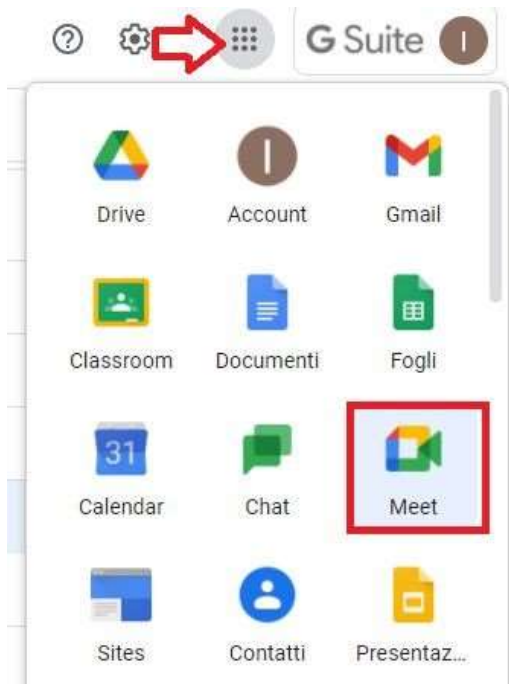 G Suite I
I
Drive Account Gmail
Classroom Documenti Fogli
31
Calendar Chat Meet
Sites Contatti Presentaz...